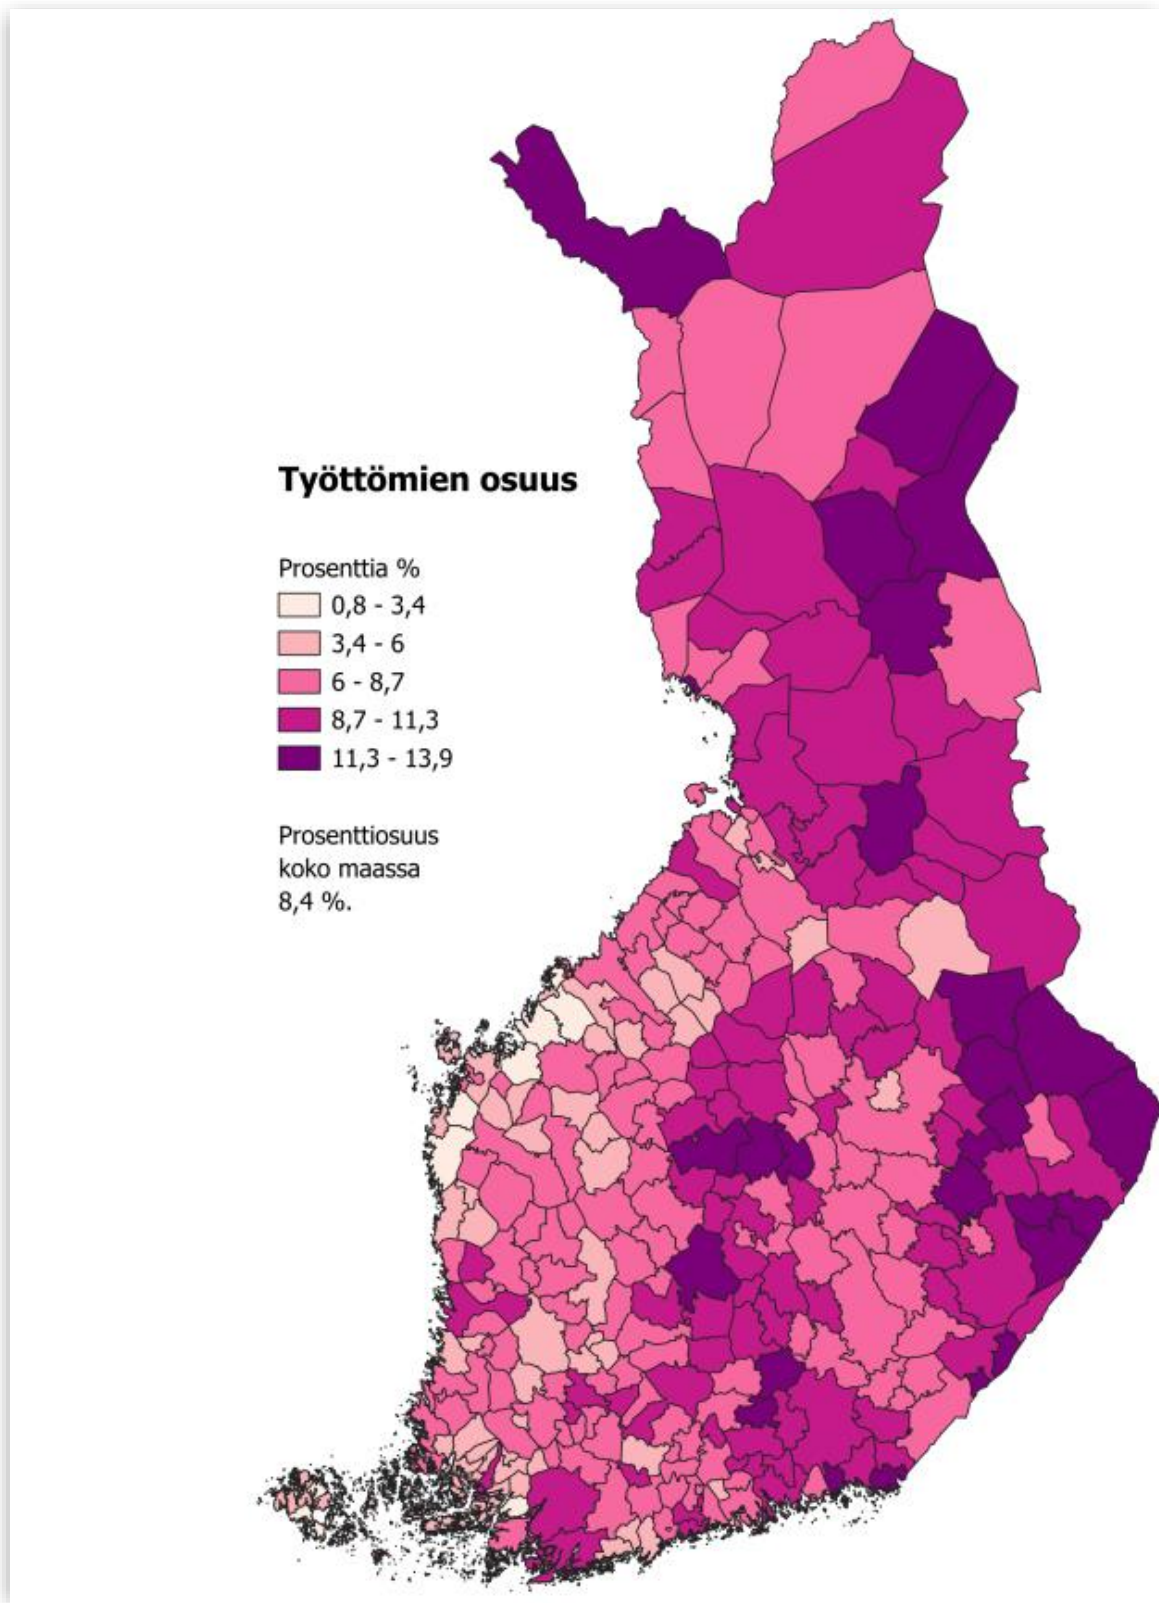 Työttömien osuus
Prosenttia %
0,8 - 3,4
3,4 - 6
6 - 8,7
8,7 - 11,3
11,3 - 13,9
Prosenttiosuus
koko maassa
8,4 %.